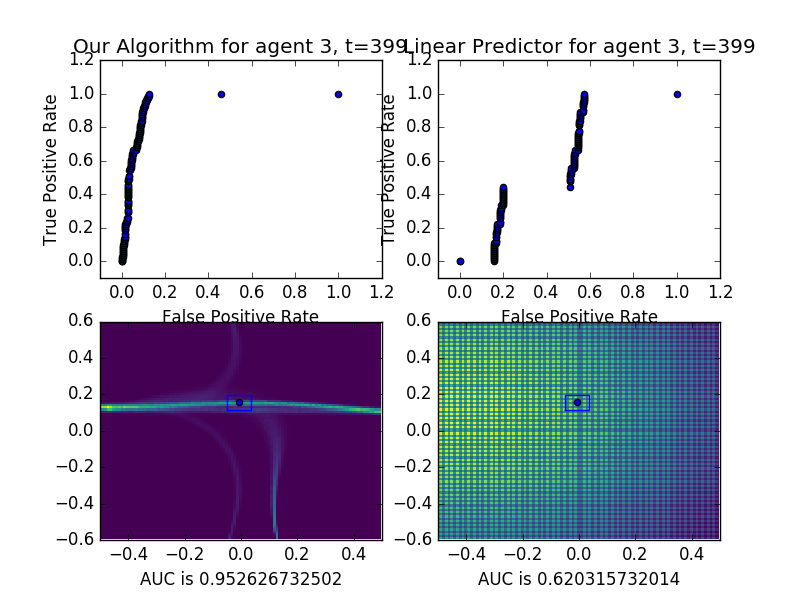 Our Algorithm for agent 3, t=399
Linear Predictor for agent 3, t=399
True Positive Rate
1.2
1.0
0.8
0.6
0.4
0.2
0.0
0.0 0.2 0.4 0.6 0.8 1.0 1.2
False Positive Rate
True Positive Rate
1.2
1.0
0.8
0.6
0.4
0.2
0.0
0.0 0.2 0.4 0.6 0.8 1.0 1.2
False Positive Rate
0.6
0.4
0.2
0.0
−0.2
−0.4
−0.6
−0.4 −0.2 0.0 0.2 0.4
AUC is 0.952626732502
0.6
0.4
0.2
0.0
−0.2
−0.4
−0.6
−0.4 −0.2 0.0 0.2 0.4
AUC is 0.620315732014